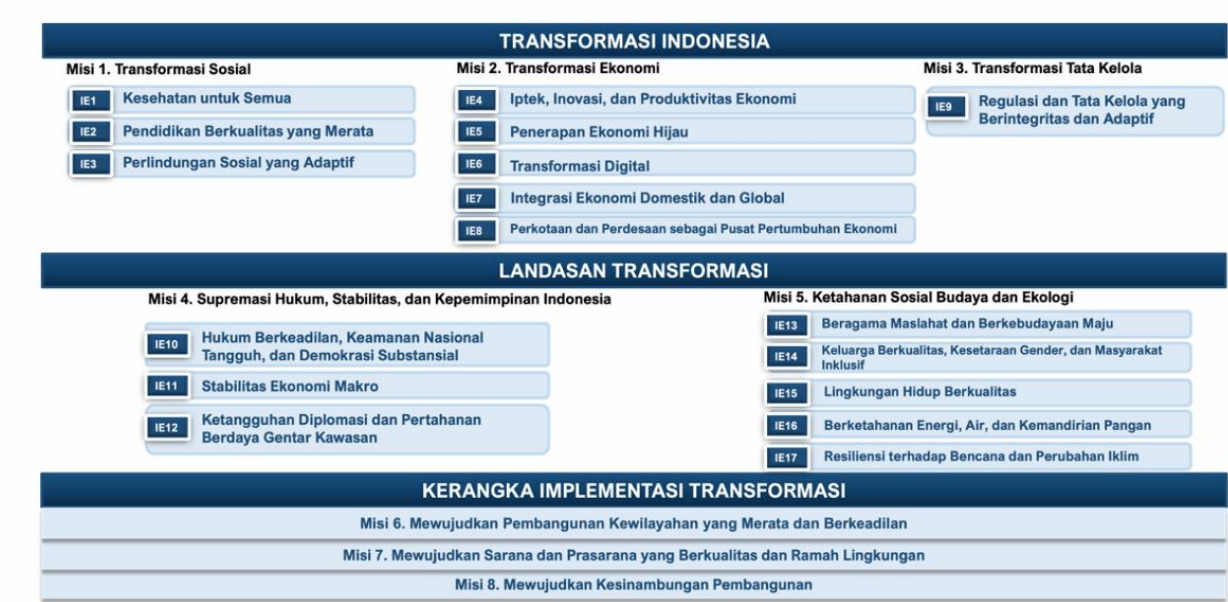 TRANSFORMASI INDONESIA
Misi 1. Transformasi Sosial
IE1 Kesehatan untuk Semua
IE2 Pendidikan Berkualitas yang Merata
IE3 Perlindungan Sosial yang Adaptif
Misi 2. Transformasi Ekonomi
IE4 Iptek, Inovasi, dan Produktivitas Ekonomi
IE5 Penerapan Ekonomi Hijau
IE6 Transformasi Digital
IE7 Integrasi Ekonomi Domestik dan Global
IE8 Perkotaan dan Perdesaan sebagai Pusat Pertumbuhan Ekonomi
Misi 3. Transformasi Tata Kelola
IE9 Regulasi dan Tata Kelola yang
Berintegritas dan Adaptif
LANDASAN TRANSFORMASI
Misi 4. Supremasi Hukum, Stabilitas, dan Kepemimpinan Indonesia
IE10 Hukum Berkeadilan, Keamanan Nasional
Tangguh, dan Demokrasi Substansial
IE11 Stabilitas Ekonomi Makro
IE12 Ketangguhan Diplomasi dan Pertahanan
Berdaya Gentar Kawasan
Misi 5. Ketahanan Sosial Budaya dan Ekologi
IE13 Beragama Maslahat dan Berkebudayaan Maju
IE14 Keluarga Berkualitas, Kesetaraan Gender, dan Masyarakat
Inklusif
IE15 Lingkungan Hidup Berkualitas
IE16 Berketahanan Energi, Air, dan Kemandirian Pangan
IE17 Resiliensi terhadap Bencana dan Perubahan Iklim
KERANGKA IMPLEMENTASI TRANSFORMASI
Misi 6. Mewujudkan Pembangunan Kewilayahan yang Merata dan Berkeadilan
Misi 7. Mewujudkan Sarana dan Prasarana yang Berkualitas dan Ramah Lingkungan
Misi 8. Mewujudkan Kesinambungan Pembangunan